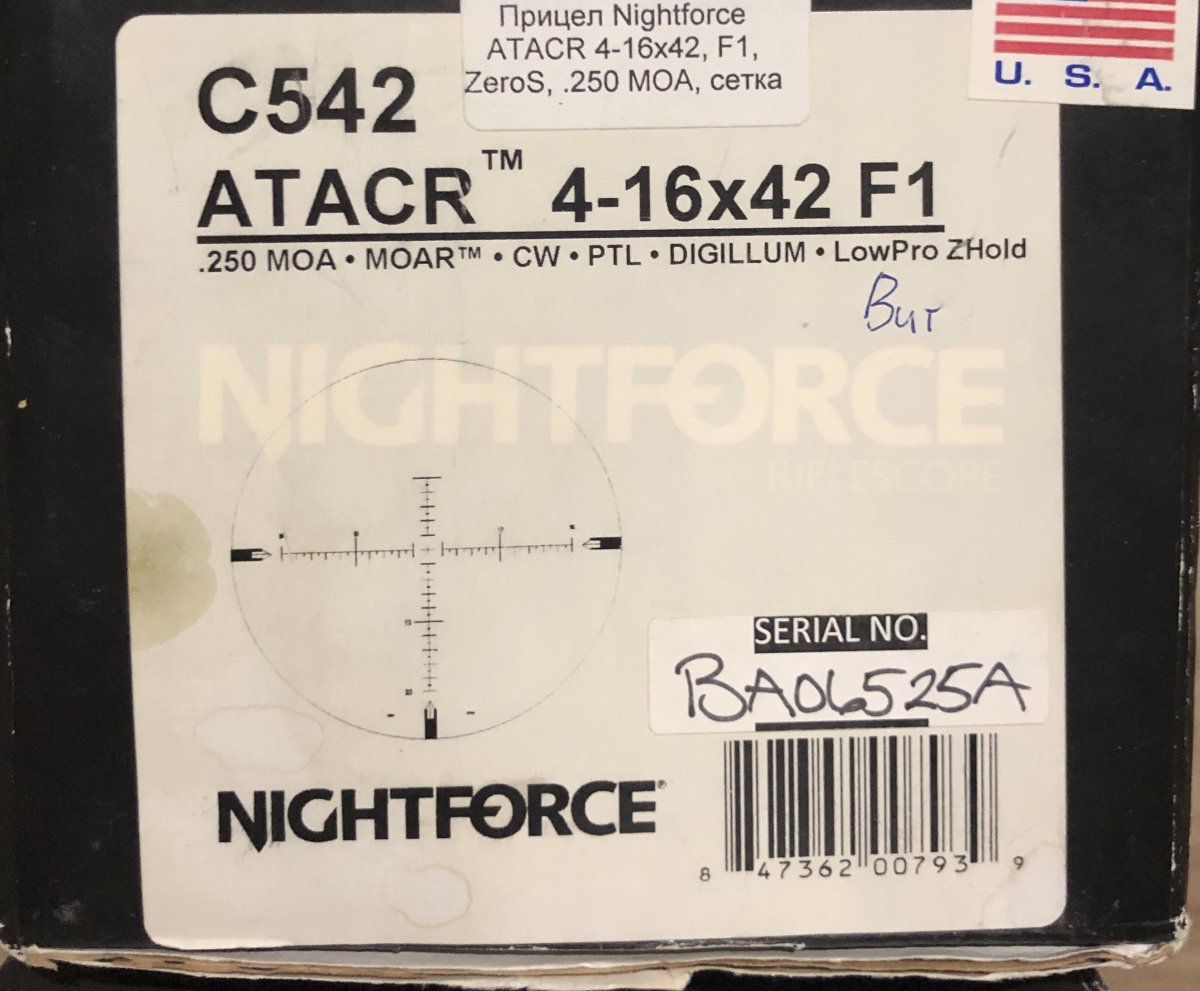 Прицел Nightforce
ATACR 4-16x42, F1,
ZeroS, .250 MOA, сетка
U. S. A.
C542
ATACR™ 4-16x42 F1
.250 MOA • MOAR™ • CW • PTL • DIGILLUM • LowPro ZHold
Виг
NIGHTFORCE
RIFLESCOPE
SERIAL NO.
BA06525A
NIGHTFORCE®
8 47362 00793 9